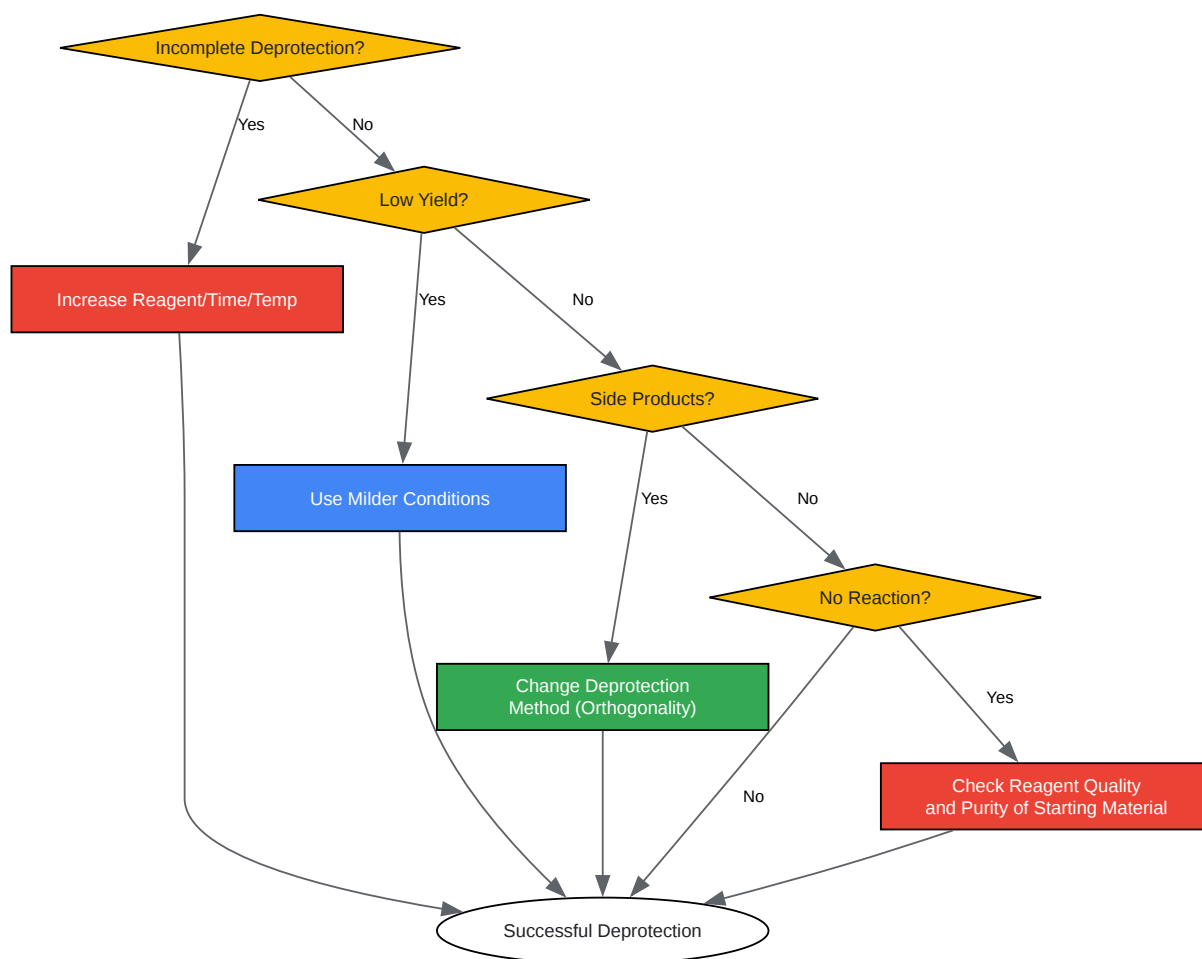 Incomplete Deprotection?
Yes
No
Low Yield?
Increase Reagent/Time/Temp
Yes
No
Side Products?
Use Milder Conditions
Yes
No
No Reaction?
Change Deprotection
Method (Orthogonality)
Yes
No
Check Reagent Quality
and Purity of Starting Material
Successful Deprotection